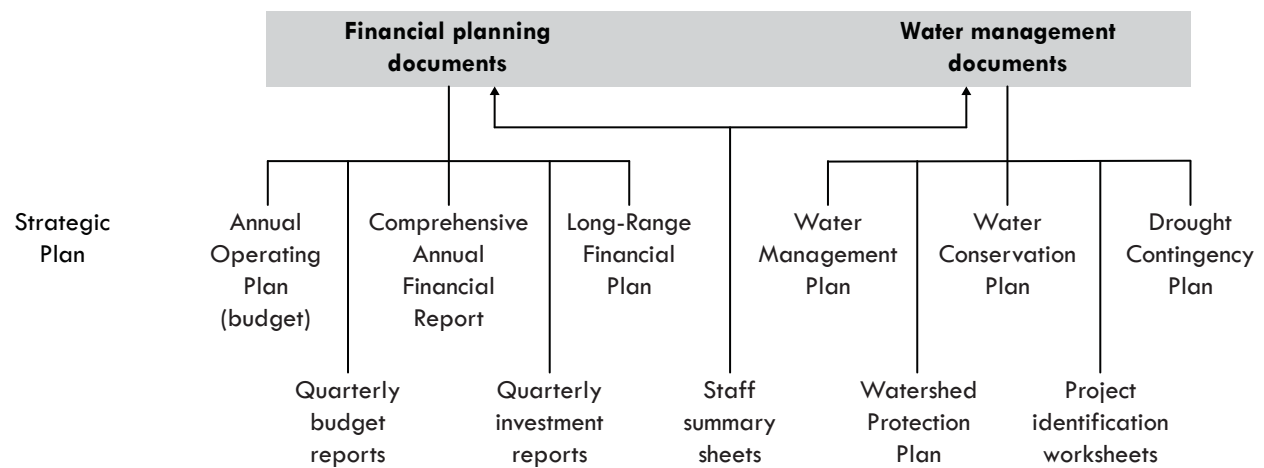 Financial planning
documents
Water management
documents
Strategic
Plan
Annual
Operating
Plan
(budget)
Comprehensive
Annual
Financial
Report
Long-Range
Financial
Plan
Water
Management
Plan
Water
Conservation
Plan
Drought
Contingency
Plan
Quarterly
budget
reports
Quarterly
investment
reports
Staff
summary
sheets
Watershed
Protection
Plan
Project
identification
worksheets